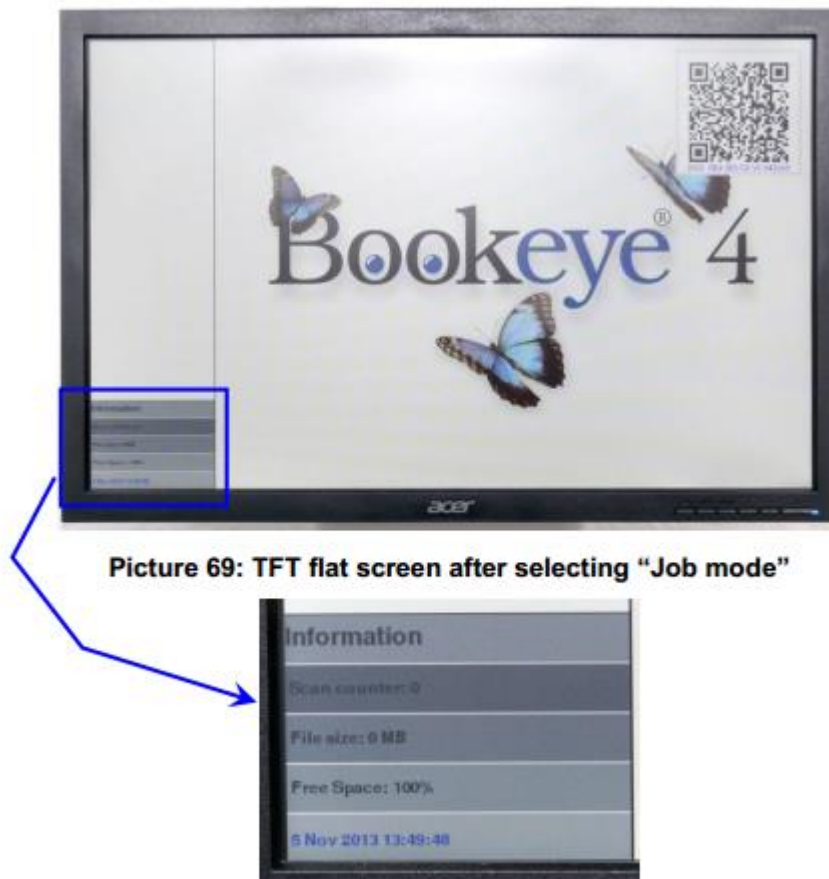 Bookeye® 4
Information
acer
Picture 69: TFT flat screen after selecting “Job mode”
Information
Scan counter: 0
File size: 0 MB
Free Space: 100%
5 Nov 2013 13:49:48